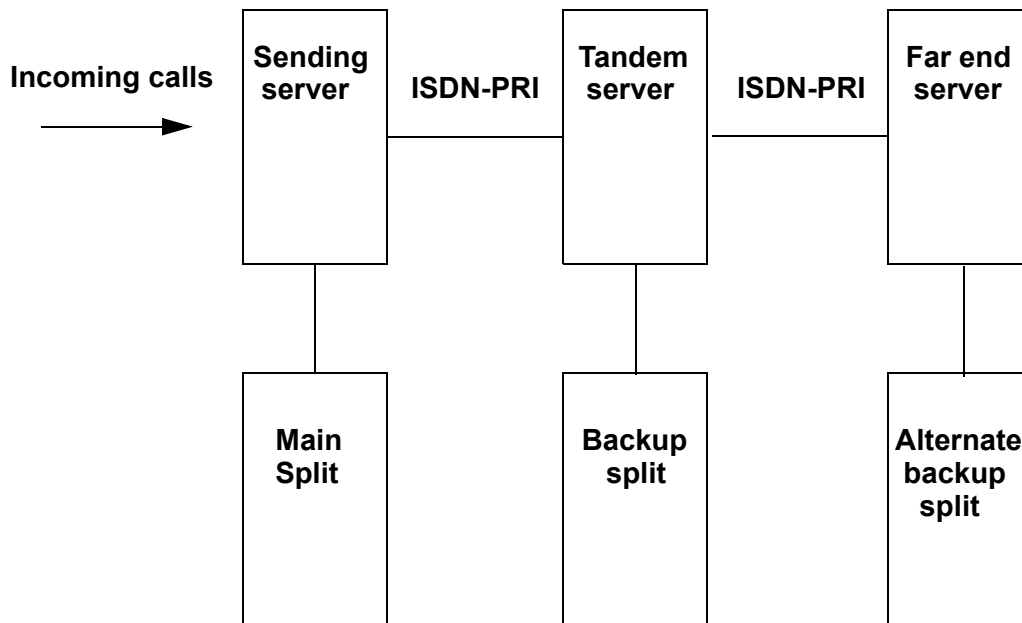 Incoming calls
Sending
server
ISDN-PRI
Tandem
server
ISDN-PRI
Far end
server
Main
Split
Backup
split
Alternate
backup
split